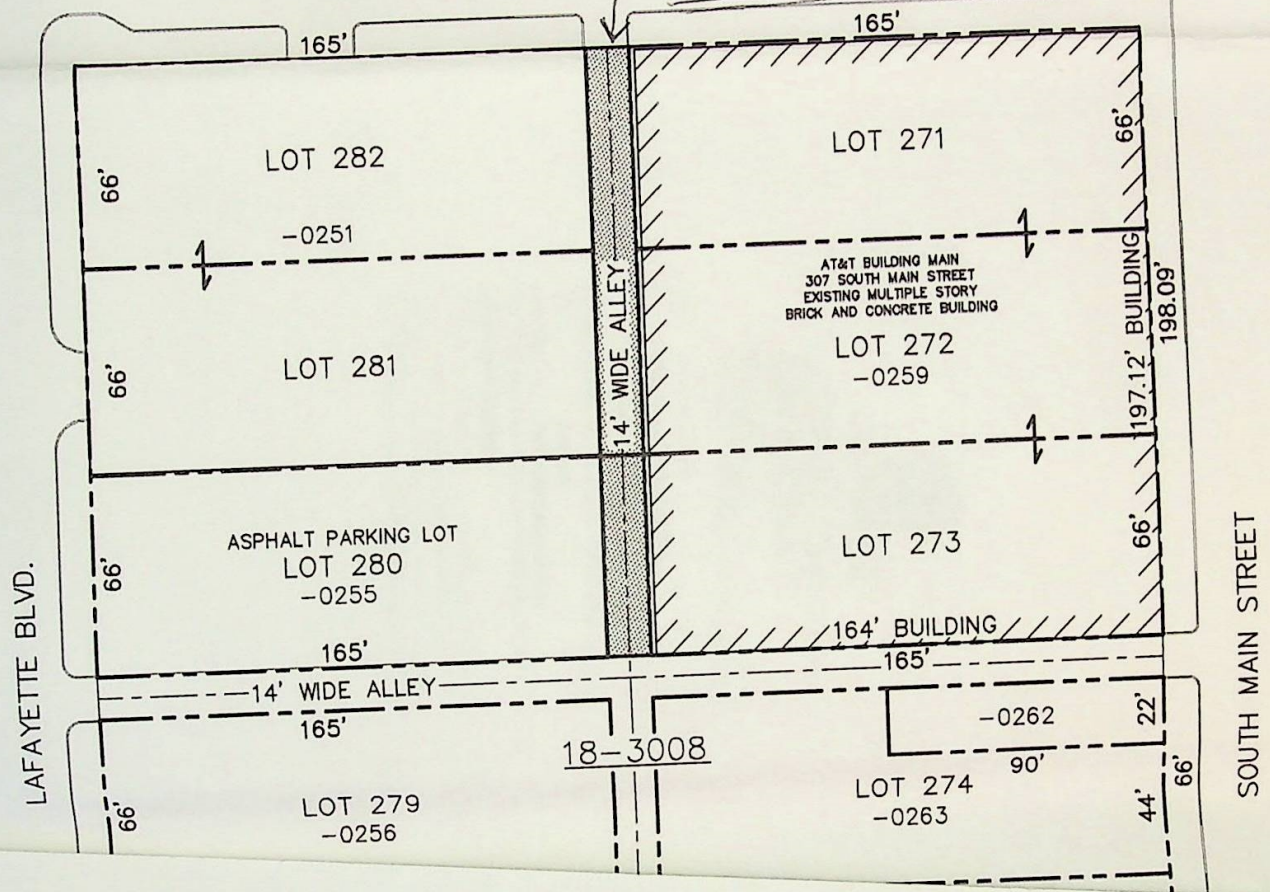 165'
165'
LOT 282
LOT 271
66'
66'
-0251
AT&T BUILDING MAIN
307 SOUTH MAIN STREET
EXISTING MULTIPLE STORY
BRICK AND CONCRETE BUILDING
14' WIDE ALLEY
197.12' BUILDING
198.09'
LOT 281
LOT 272
-0259
66'
ASPHALT PARKING LOT
LOT 280
-0255
LOT 273
66'
66'
LAFAYETTE BLVD.
SOUTH MAIN STREET
164' BUILDING
165'
165'
14' WIDE ALLEY
165'
-0262
22'
18-3008
90'
66'
LOT 279
-0256
LOT 274
-0263
66'
44'